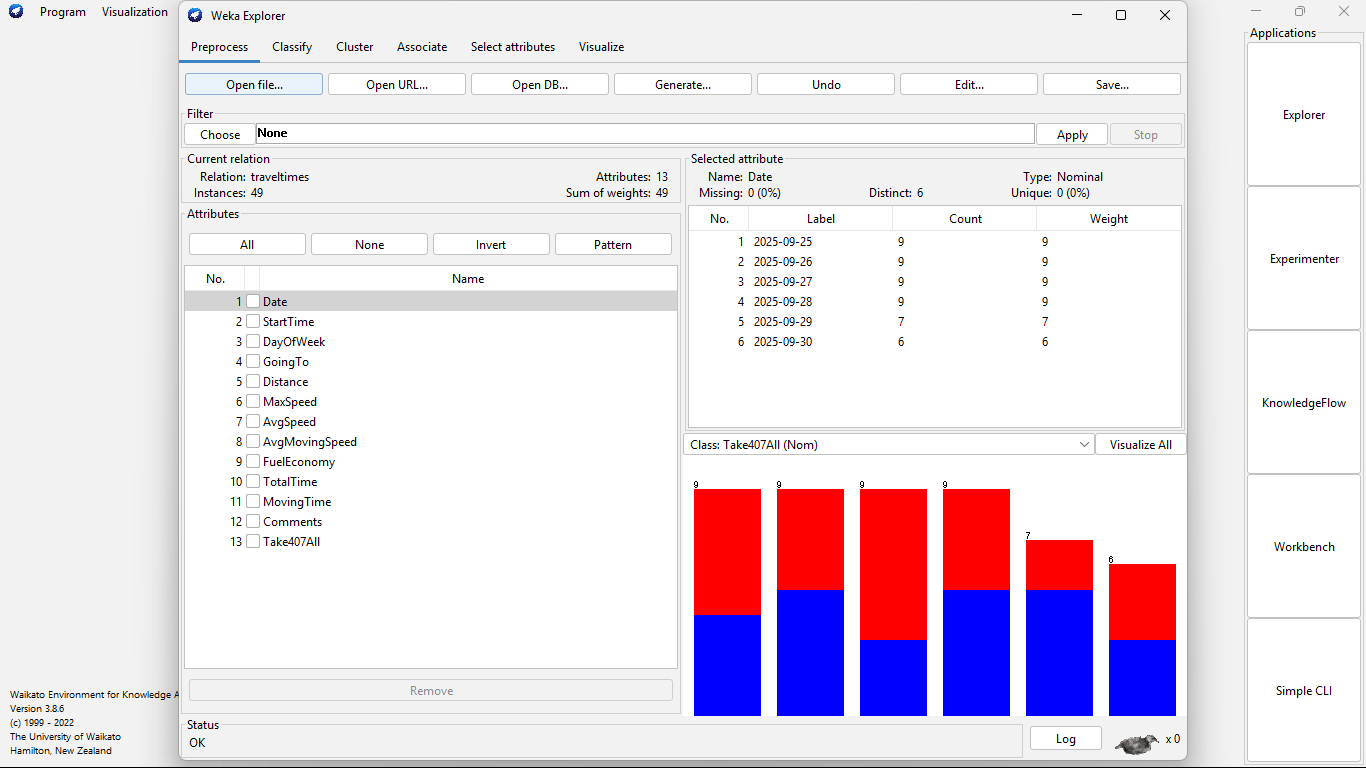 Program Visualization
Weka Explorer
Preprocess Classify Cluster Associate Select attributes Visualize
Open file... Open URL... Open DB... Generate... Undo Edit... Save...
Filter
Choose None Apply Stop
Current relation
Relation: traveltimes Attributes: 13
Instances: 49 Sum of weights: 49
Attributes
All None Invert Pattern
No. Name
1 Date
2 StartTime
3 DayOfWeek
4 GoingTo
5 Distance
6 MaxSpeed
7 AvgSpeed
8 AvgMovingSpeed
9 FuelEconomy
10 TotalTime
11 MovingTime
12 Comments
13 Take407All
Remove
Selected attribute
Name: Date Type: Nominal
Missing: 0 (0%) Distinct: 6 Unique: 0 (0%)
No. Label Count Weight
1 2025-09-25 9 9
2 2025-09-26 9 9
3 2025-09-27 9 9
4 2025-09-28 9 9
5 2025-09-29 7 7
6 2025-09-30 6 6
Class: Take407All (Nom) Visualize All
9 9 9 9 7 6
Status
OK Log x 0
Waikato Environment for Knowledge A
Version 3.8.6
(c) 1999 - 2022
The University of Waikato
Hamilton, New Zealand
Applications
Explorer
Experimenter
KnowledgeFlow
Workbench
Simple CLI